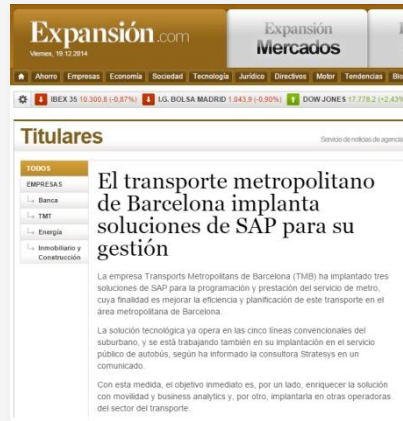 Expansión.com
Viernes, 19.12.2014
Expansión
Mercados
Ahorro Empresas Economía Sociedad Tecnología Jurídico Directivos Motor Tendencias
IBEX 35 10.300,8 (-0,87%) I.G. BOLSA MADRID 1.043,9 (-0,90%) DOW JONES 17.778,2 (+2,43%
Titulares
Servicio de noticias de agencia
TODOS
EMPRESAS
Banca
TMT
Energía
Inmobiliario y
Construcción
El transporte metropolitano
de Barcelona implanta
soluciones de SAP para su
gestión
La empresa Transports Metropolitans de Barcelona (TMB) ha implantado tres
soluciones de SAP para la programación y prestación del servicio de metro,
cuya finalidad es mejorar la eficiencia y planificación de este transporte en el
área metropolitana de Barcelona.
La solución tecnológica ya opera en las cinco líneas convencionales del
suburbano, y se está trabajando también en su implantación en el servicio
público de autobús, según ha informado la consultora Stratesys en un
comunicado.
Con esta medida, el objetivo inmediato es, por un lado, enriquecer la solución
con movilidad y business analytics y, por otro, implantarla en otras operadoras
del sector del transporte.